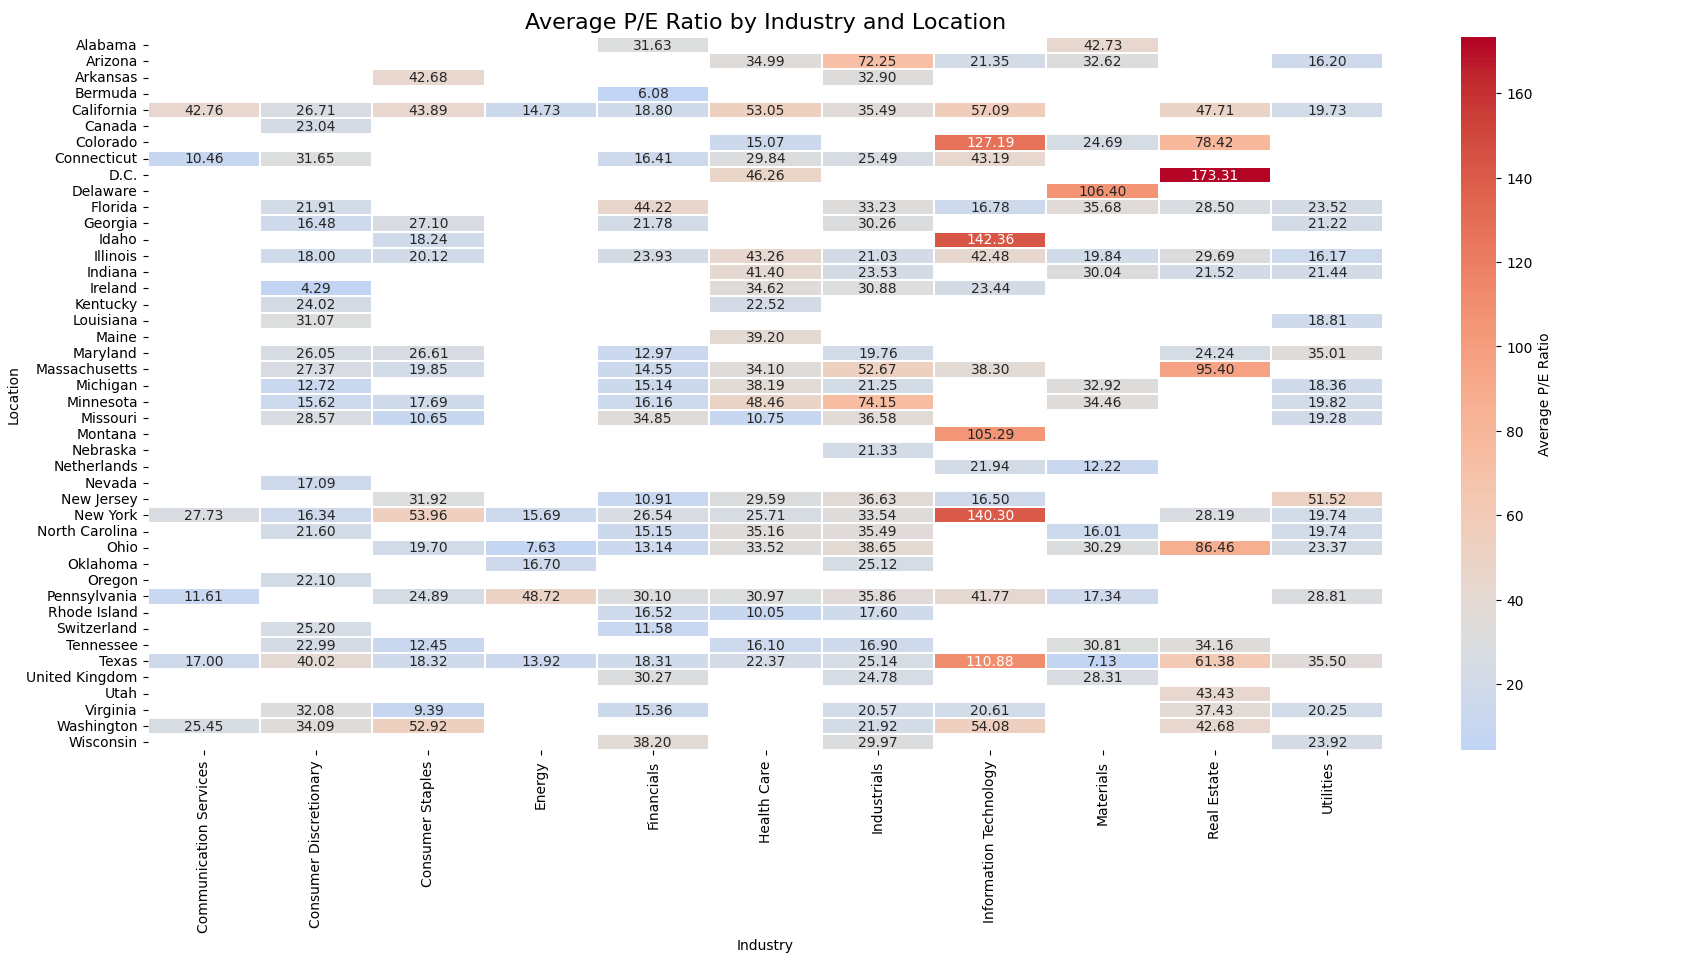 Average P/E Ratio by Industry and Location
Location
Alabama 31.63 42.73
Arizona 34.99 72.25 21.35 32.62 16.20
Arkansas 42.68 32.90
Bermuda 6.08
California 42.76 26.71 43.89 14.73 18.80 53.05 35.49 57.09 47.71 19.73
Canada 23.04
Colorado 15.07 127.19 24.69 78.42
Connecticut 10.46 31.65 16.41 29.84 25.49 43.19
D.C. 46.26 173.31
Delaware 106.40
Florida 21.91 44.22 33.23 16.78 35.68 28.50 23.52
Georgia 16.48 27.10 21.78 30.26 21.22
Idaho 18.24 142.36
Illinois 18.00 20.12 23.93 43.26 21.03 42.48 19.84 29.69 16.17
Indiana 41.40 23.53 30.04 21.52 21.44
Ireland 4.29 34.62 30.88 23.44
Kentucky 24.02 22.52
Louisiana 31.07 18.81
Maine 39.20
Maryland 26.05 26.61 12.97 19.76 24.24 35.01
Massachusetts 27.37 19.85 14.55 34.10 52.67 38.30 95.40
Michigan 12.72 15.14 38.19 21.25 32.92 18.36
Minnesota 15.62 17.69 16.16 48.46 74.15 34.46 19.82
Missouri 28.57 10.65 34.85 10.75 36.58 19.28
Montana 105.29
Nebraska 21.33
Netherlands 21.94 12.22
Nevada 17.09
New Jersey 31.92 10.91 29.59 36.63 16.50 51.52
New York 27.73 16.34 53.96 15.69 26.54 25.71 33.54 140.30 28.19 19.74
North Carolina 21.60 15.15 35.16 35.49 16.01 19.74
Ohio 19.70 7.63 13.14 33.52 38.65 30.29 86.46 23.37
Oklahoma 16.70 25.12
Oregon 22.10
Pennsylvania 11.61 24.89 48.72 30.10 30.97 35.86 41.77 17.34 28.81
Rhode Island 16.52 10.05 17.60
Switzerland 25.20 11.58
Tennessee 22.99 12.45 16.10 16.90 30.81 34.16
Texas 17.00 40.02 18.32 13.92 18.31 22.37 25.14 110.88 7.13 61.38 35.50
United Kingdom 30.27 24.78 28.31
Utah 43.43
Virginia 32.08 9.39 15.36 20.57 20.61 37.43 20.25
Washington 25.45 34.09 52.92 21.92 54.08 42.68
Wisconsin 38.20 29.97 23.92
Communication Services
Consumer Discretionary
Consumer Staples
Energy
Financials
Health Care
Industrials
Information Technology
Materials
Real Estate
Utilities
Industry
160
140
120
100
80
60
40
20
Average P/E Ratio